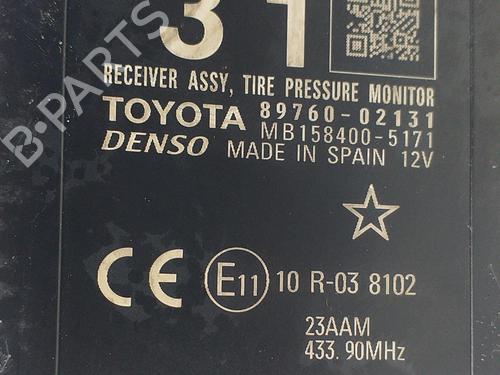 31
RECEIVER ASSY, TIRE PRESSURE MONITOR
TOYOTA 89760-02131
MB158400-5171
DENSO MADE IN SPAIN 12V
CE E11 10 R-03 8102
23AAM
433.90MHz
B-PARTS